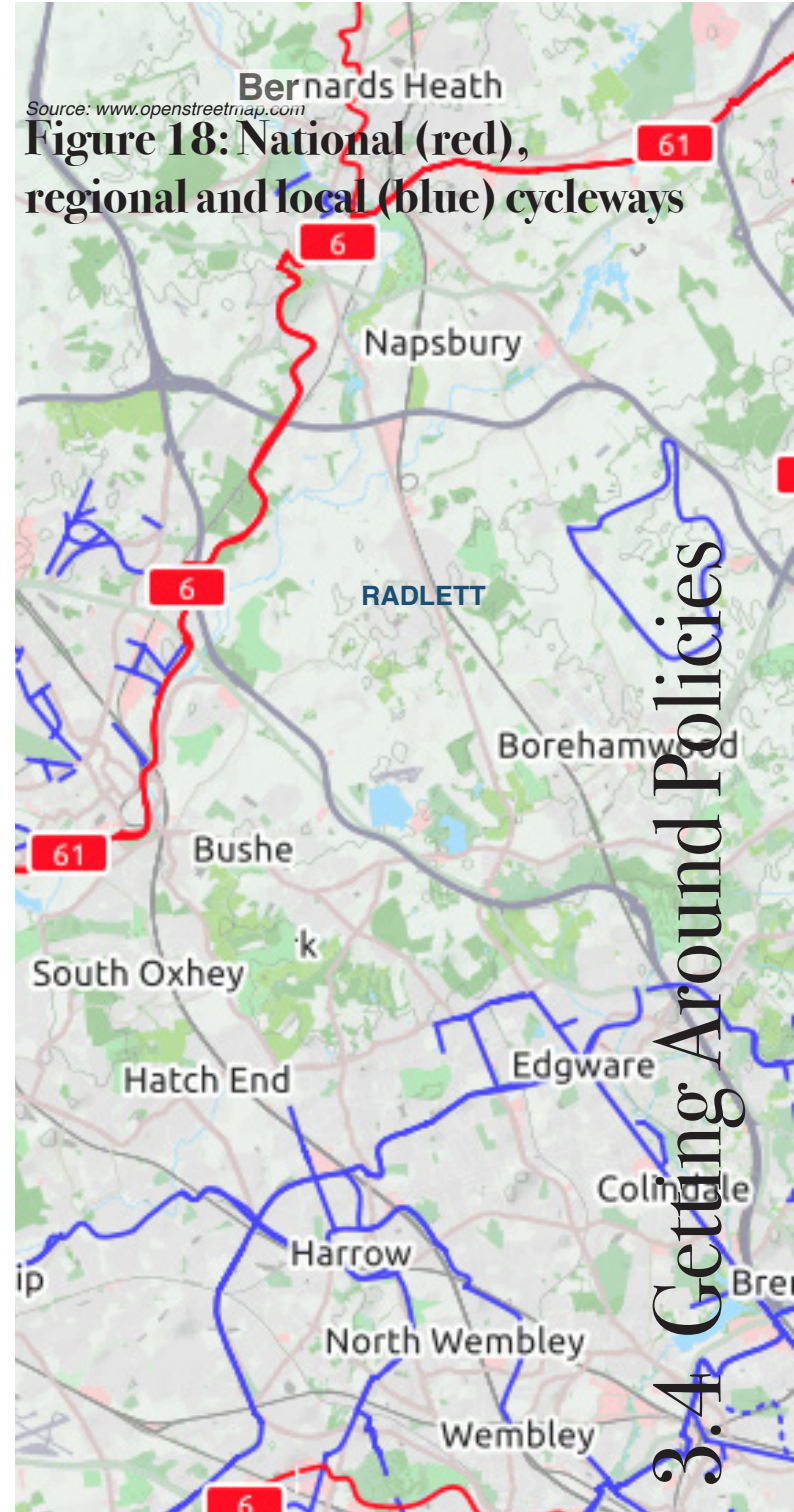 Bernards Heath
Source: www.openstreetmap.com
Figure 18: National (red),
regional and local (blue) cycleways
61
6
Napsbury
6
RADLETT
Borehamwood
61
Bushe
k
South Oxhey
Edgware
Hatch End
Colindale
Harrow
ip
Bre
North Wembley
Wembley
6
3.4 Getting Around Policies